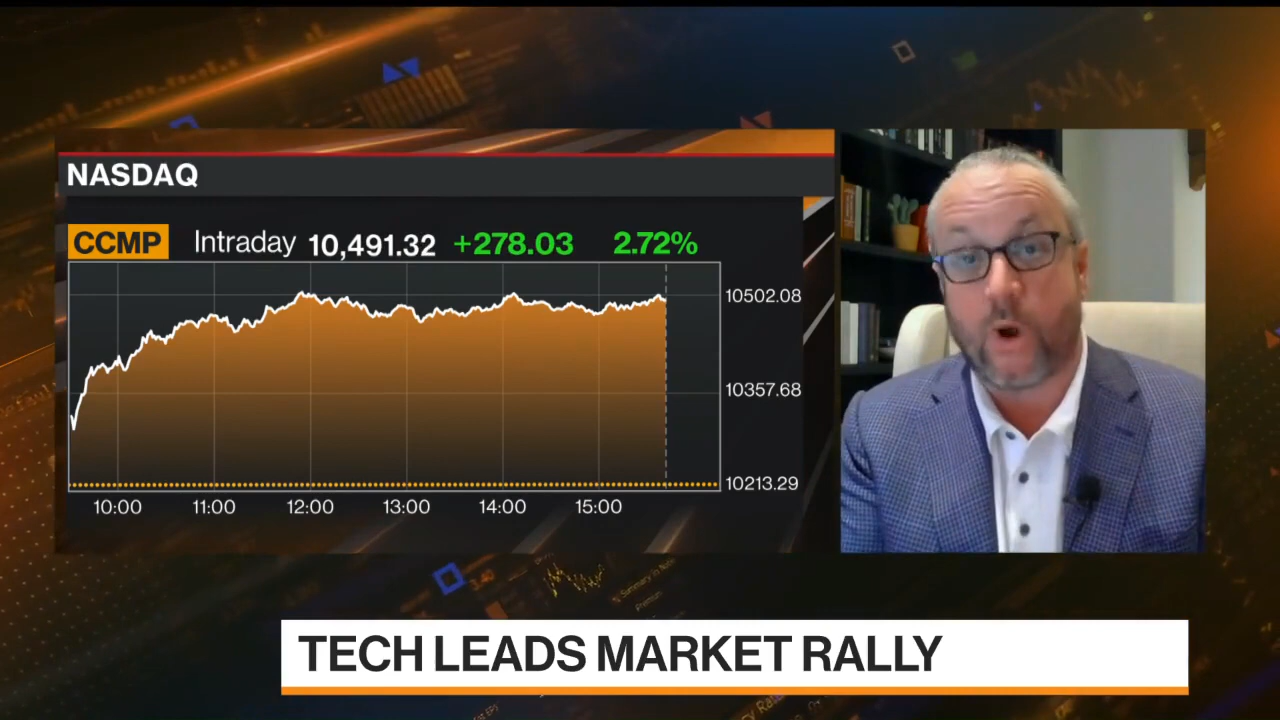 NASDAQ
CCMP Intraday 10,491.32 +278.03 2.72%
10502.08
10357.68
10213.29
10:00 11:00 12:00 13:00 14:00 15:00
TECH LEADS MARKET RALLY